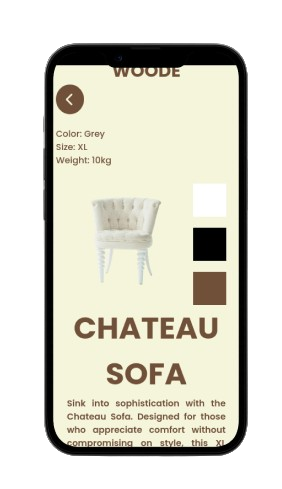 WOODE
Color: Grey
Size: XL
Weight: 10kg
CHATEAU
SOFA
Sink into sophistication with the
Chateau Sofa. Designed for those
who appreciate comfort without
compromising on style, this XL